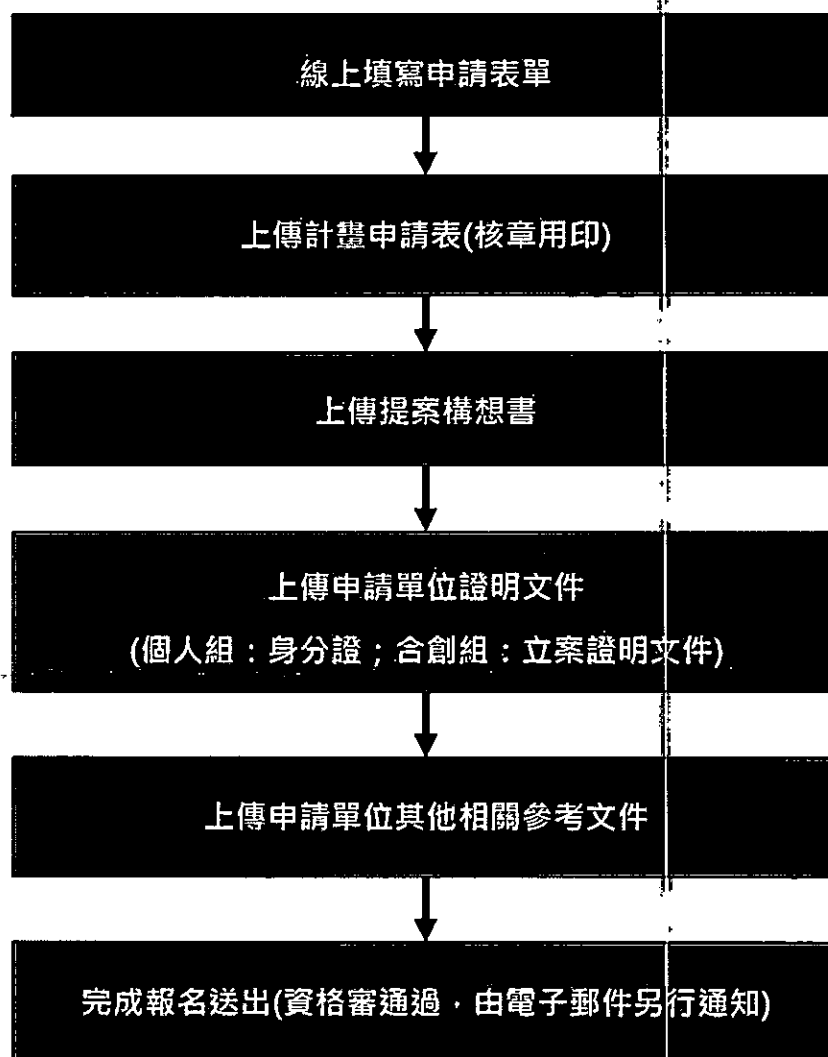 線上填寫申請表單
上傳計畫申請表(核章用印)
上傳提案構想書
上傳申請單位證明文件
(個人組：身分證；合創組：立案證明文件)
上傳申請單位其他相關參考文件
完成報名送出(資格審通過，由電子郵件另行通知)